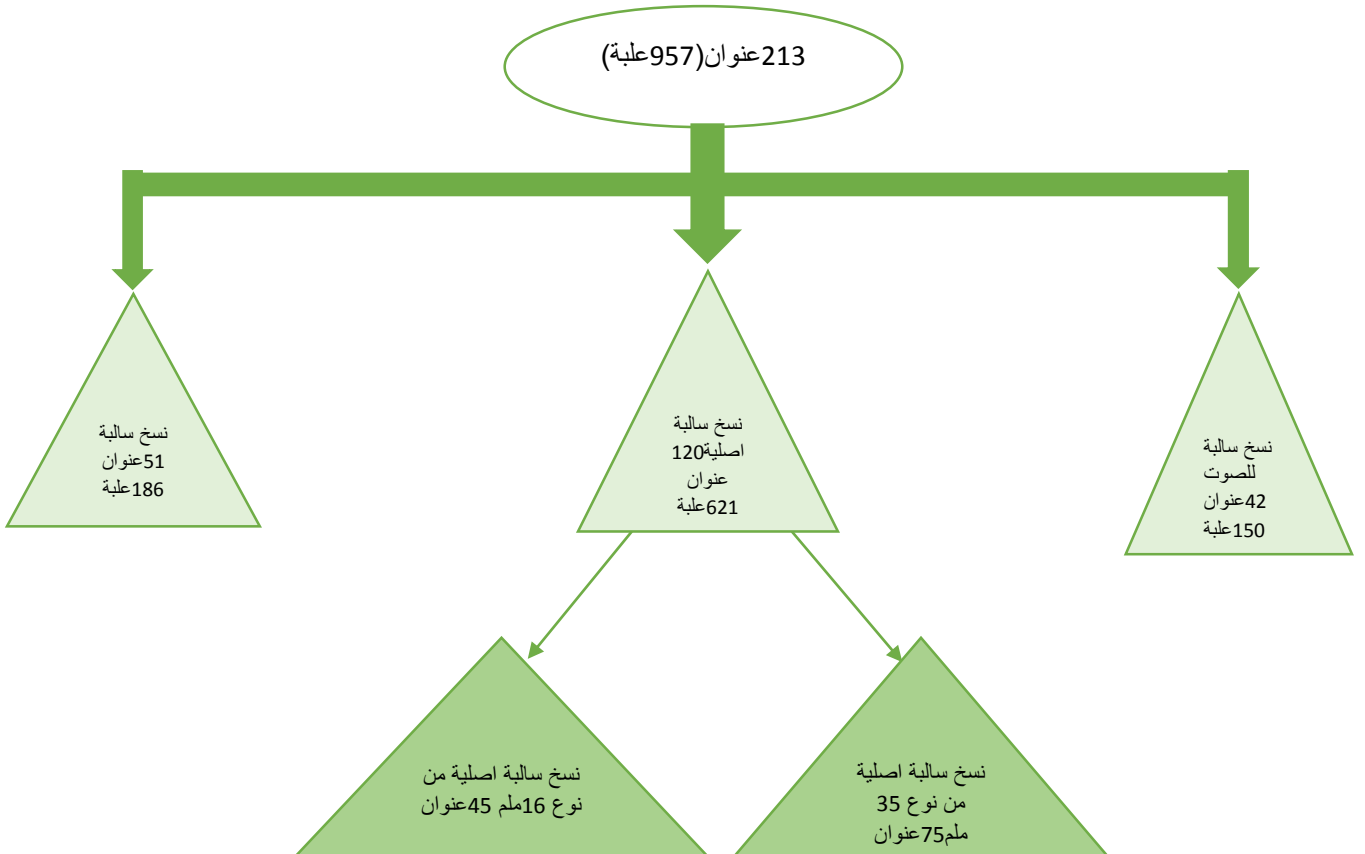 213عنوان(957علبة)
نسخ سالبة
للصوت
42عنوان
150علبة
نسخ سالبة
اصلية120
عنوان
621علبة
نسخ سالبة
51عنوان
186علبة
نسخ سالبة اصلية
من نوع 35
ملم75عنوان
نسخ سالبة اصلية من
نوع 16ملم 45عنوان